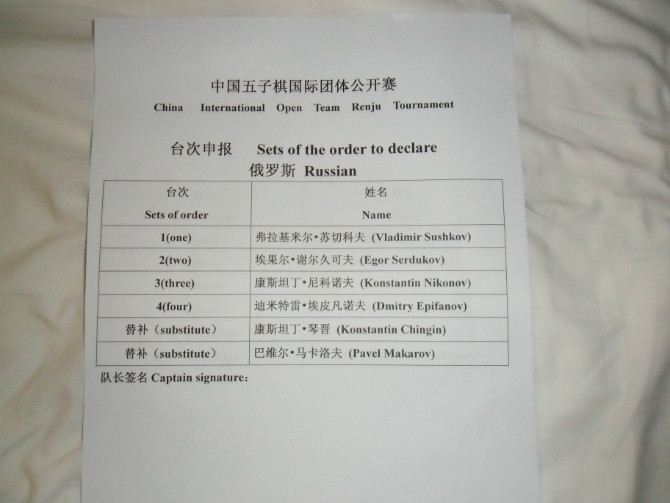 中国五子棋国际团体公开赛
China International Open Team Renju Tournament
台次申报 Sets of the order to declare
俄罗斯 Russian
台次 姓名
Sets of order Name
1(one) 弗拉基米尔•苏切科夫 (Vladimir Sushkov)
2(two) 埃果尔•谢尔久可夫 (Egor Serdukov)
3(three) 康斯坦丁•尼科诺夫 (Konstantin Nikonov)
4(four) 迪米特雷•埃皮凡诺夫 (Dmitry Epifanov)
替补（substitute） 康斯坦丁•琴晋 (Konstantin Chingin)
替补（substitute） 巴维尔•马卡洛夫 (Pavel Makarov)
队长签名 Captain signature：